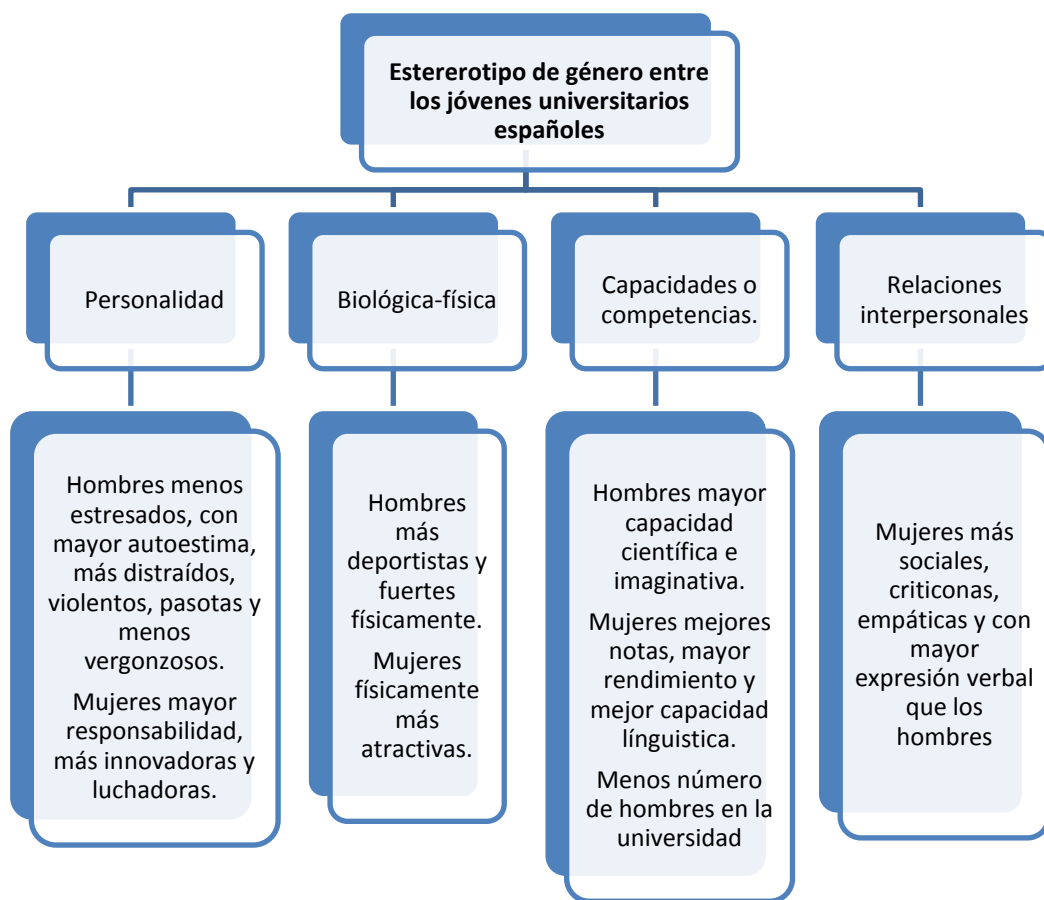 Estererotipo de género entre
los jóvenes universitarios
españoles
Personalidad
Biológica-física
Capacidades o
competencias.
Relaciones
interpersonales
Hombres menos
estresados, con
mayor autoestima,
más distraídos,
violentos, pasotas y
menos
vergonzosos.
Mujeres mayor
responsabilidad,
más innovadoras y
luchadoras.
Hombres
más
deportistas y
fuertes
físicamente.
Mujeres
físicamente
más
atractivas.
Hombres mayor
capacidad
científica e
imaginativa.
Mujeres mejores
notas, mayor
rendimiento y
mejor capacidad
línguistica.
Menos número
de hombres en la
universidad
Mujeres más
sociales,
criticonas,
empáticas y con
mayor
expresión verbal
que los
hombres